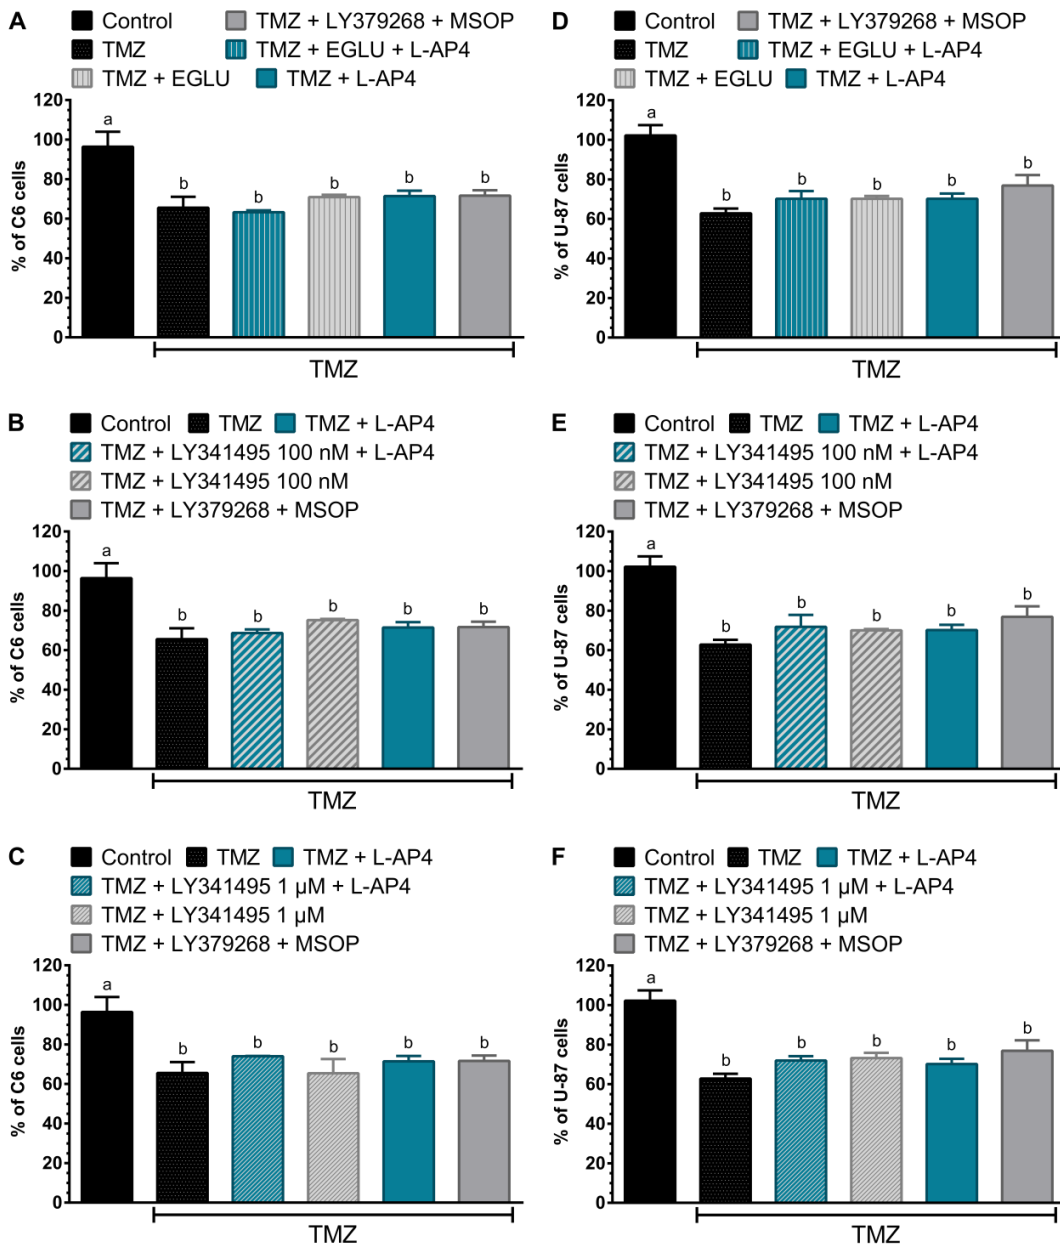 A
Control
TMZ + LY379268 + MSOP
TMZ
TMZ + EGLU + L-AP4
TMZ + EGLU
TMZ + L-AP4
% of C6 cells
120
100
80
60
40
20
0
a
b
b
b
b
b
TMZ
D
Control
TMZ + LY379268 + MSOP
TMZ
TMZ + EGLU + L-AP4
TMZ + EGLU
TMZ + L-AP4
% of U-87 cells
120
100
80
60
40
20
0
a
b
b
b
b
b
TMZ
B
Control
TMZ
TMZ + L-AP4
TMZ + LY341495 100 nM + L-AP4
TMZ + LY341495 100 nM
TMZ + LY379268 + MSOP
% of C6 cells
120
100
80
60
40
20
0
a
b
b
b
b
b
TMZ
E
Control
TMZ
TMZ + L-AP4
TMZ + LY341495 100 nM + L-AP4
TMZ + LY341495 100 nM
TMZ + LY379268 + MSOP
% of U-87 cells
120
100
80
60
40
20
0
a
b
b
b
b
b
TMZ
C
Control
TMZ
TMZ + L-AP4
TMZ + LY341495 1 µM + L-AP4
TMZ + LY341495 1 µM
TMZ + LY379268 + MSOP
% of C6 cells
120
100
80
60
40
20
0
a
b
b
b
b
b
TMZ
F
Control
TMZ
TMZ + L-AP4
TMZ + LY341495 1 µM + L-AP4
TMZ + LY341495 1 µM
TMZ + LY379268 + MSOP
% of U-87 cells
120
100
80
60
40
20
0
a
b
b
b
b
b
TMZ